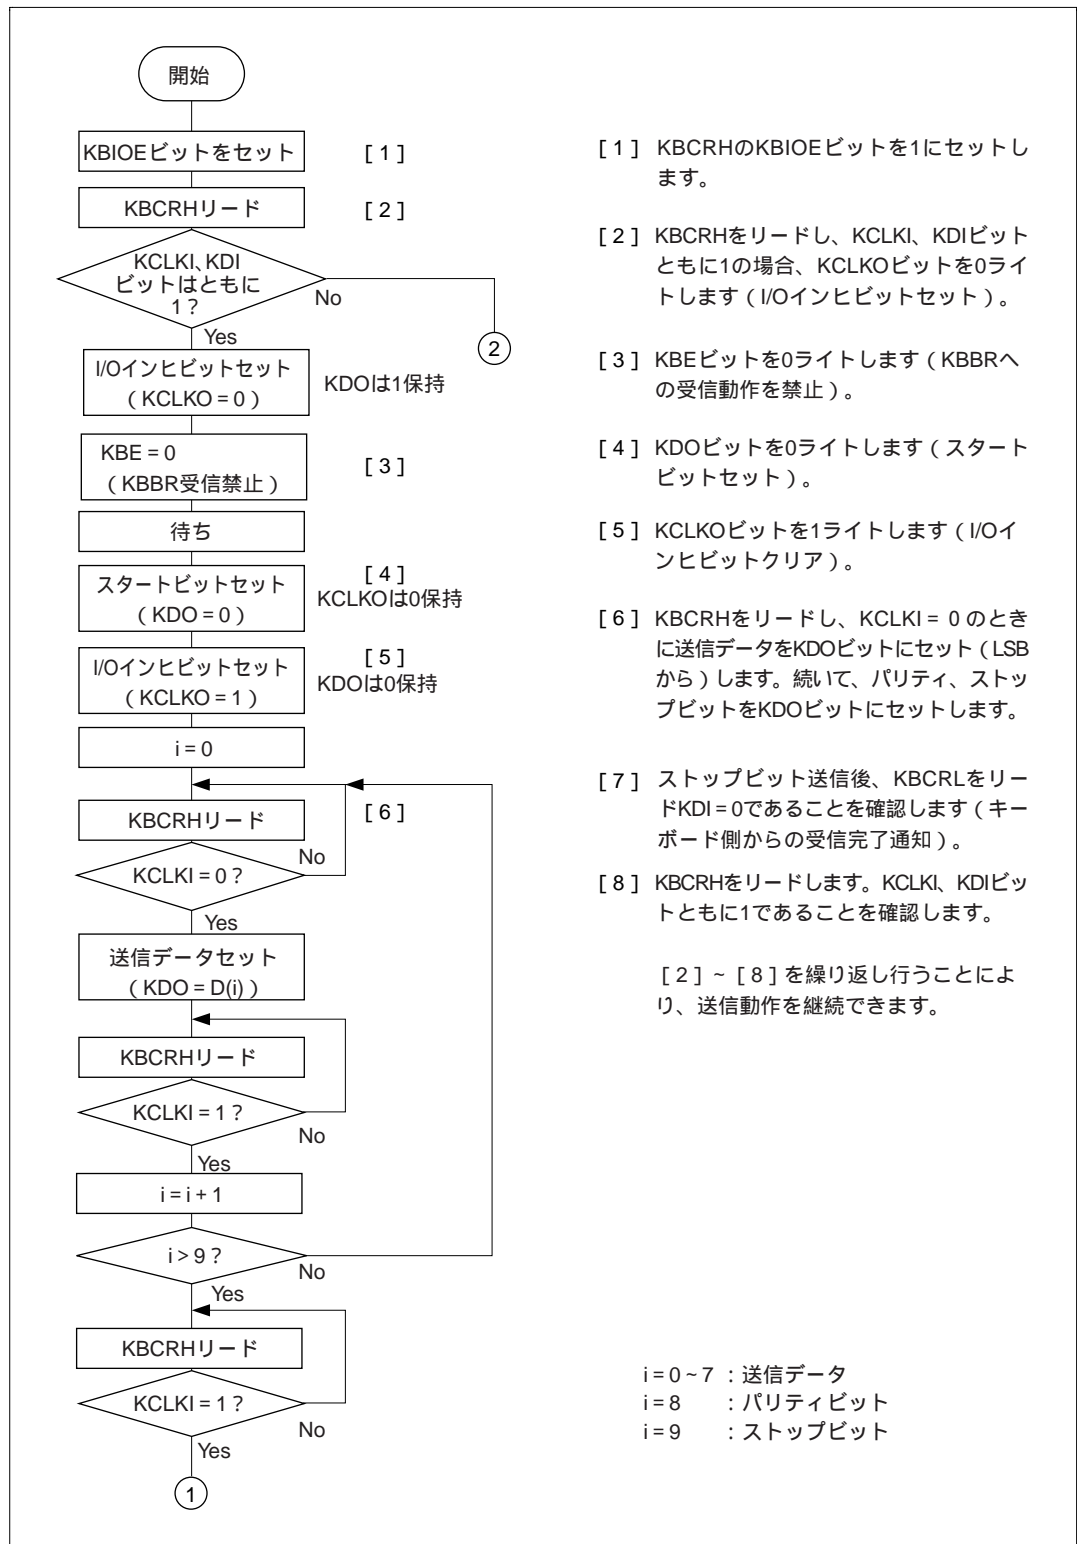 開始
KBIOEビットをセット
[1]
KBCRHリード
[2]
KCLKI、KDI
ビットはともに
1?
No
Yes
2
I/Oインヒビットセット
(KCLKO = 0)
KDOは1保持
KBE = 0
(KBBR受信禁止)
[3]
待ち
スタートビットセット
(KDO = 0)
[4]
KCLKOは0保持
I/Oインヒビットセット
(KCLKO = 1)
[5]
KDOは0保持
i = 0
KBCRHリード
[6]
KCLKI = 0?
No
Yes
送信データセット
(KDO = D(i))
KBCRHリード
KCLKI = 1?
No
Yes
i = i + 1
i > 9?
No
Yes
KBCRHリード
KCLKI = 1?
No
Yes
1
[1] KBCRHのKBIOEビットを1にセットし
ます。
[2] KBCRHをリードし、KCLKI、KDIビット
ともに1の場合、KCLKOビットを0ライ
トします(I/Oインヒビットセット)。
[3] KBEビットを0ライトします(KBBRへ
の受信動作を禁止)。
[4] KDOビットを0ライトします(スタート
ビットセット)。
[5] KCLKOビットを1ライトします(I/Oイ
ンヒビットクリア)。
[6] KBCRHをリードし、KCLKI = 0 のとき
に送信データをKDOビットにセット(LSB
から)します。続いて、パリティ、ストッ
プビットをKDOビットにセットします。
[7] ストップビット送信後、KBCRLをリー
ドKDI = 0であることを確認します(キー
ボード側からの受信完了通知)。
[8] KBCRHをリードします。KCLKI、KDIビッ
トともに1であることを確認します。
[2]~[8]を繰り返し行うことによ
り、送信動作を継続できます。
i = 0~7 :送信データ
i = 8 :パリティビット
i = 9 :ストップビット